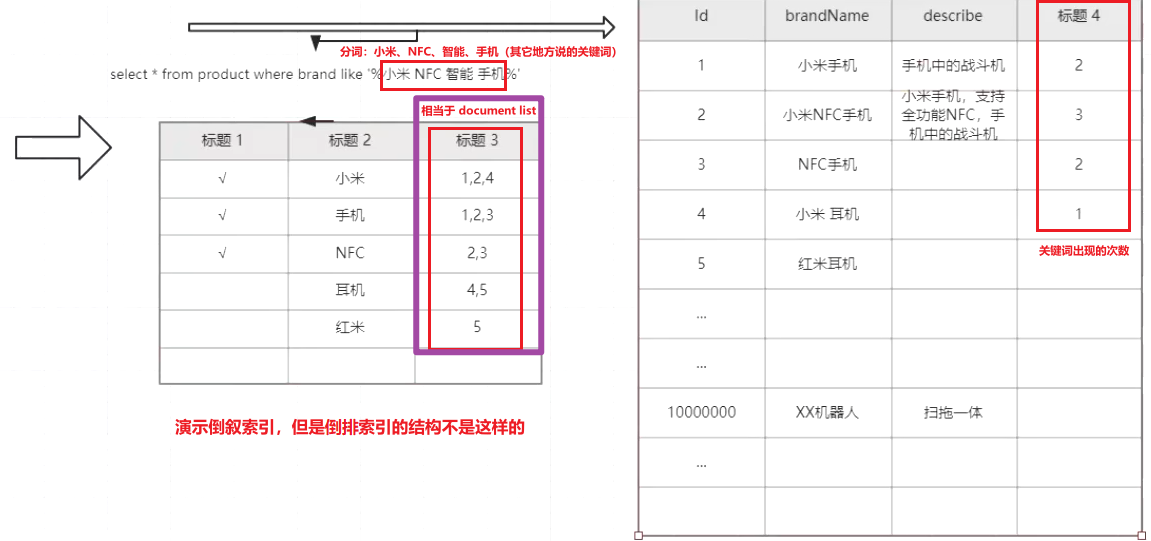 分词：小米、NFC、智能、手机（其它地方说的关键词）
select * from product where brand like '%小米 NFC 智能 手机%'
相当于 document list
标题 1 标题 2 标题 3
√ 小米 1,2,4
√ 手机 1,2,3
√ NFC 2,3
耳机 4,5
红米 5
演示倒叙索引，但是倒排索引的结构不是这样的
Id brandName describe 标题 4
1 小米手机 手机中的战斗机 2
2 小米NFC手机 小米手机，支持
全功能NFC，手
机中的战斗机 3
3 NFC手机 2
4 小米 耳机 1
关键词出现的次数
5 红米耳机
...
...
10000000 XX机器人 扫拖一体
...